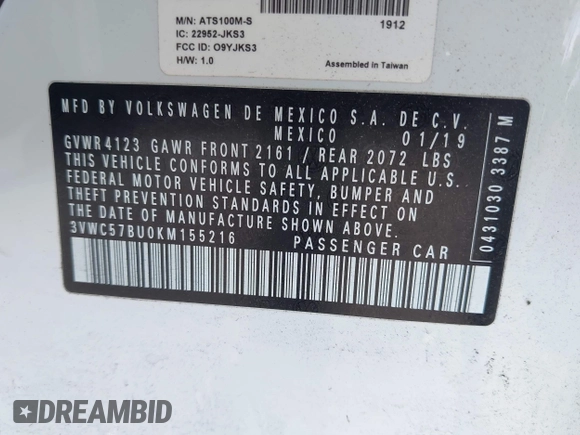 M/N: ATS100M-S
1912
IC: 22952-JKS3
FCC ID: O9YJKS3
H/W: 1.0
Assembled in Taiwan
MFD BY VOLKSWAGEN DE MEXICO S.A. DE C.V.
MEXICO 01/19
GVWR 4123 GAWR FRONT 2161 / REAR 2072 LBS
THIS VEHICLE CONFORMS TO ALL APPLICABLE U.S.
FEDERAL MOTOR VEHICLE SAFETY, BUMPER AND
THEFT PREVENTION STANDARDS IN EFFECT ON
THE DATE OF MANUFACTURE SHOWN ABOVE.
3VWC57BU0KM155216 PASSENGER CAR
0431030 3387 M
DREAMBID